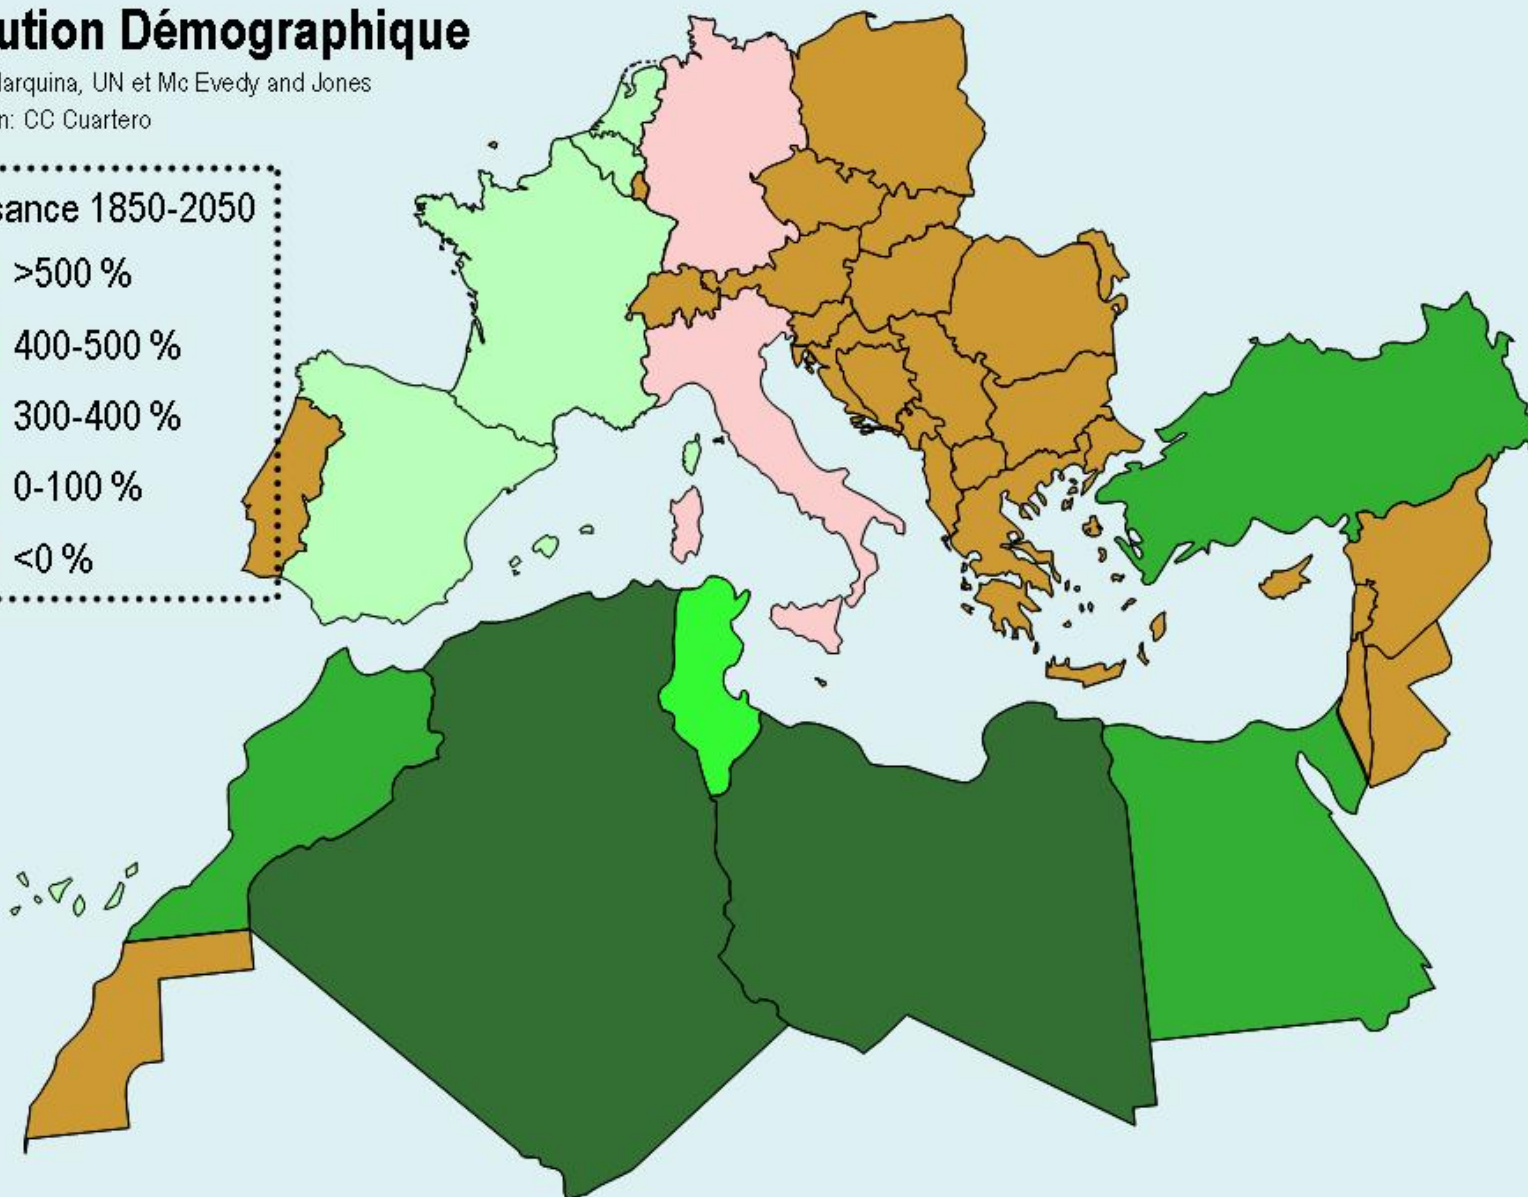 ution Démographique
larquina, UN et Mc Evedy and Jones
n: CC Cuartero
sance 1850-2050
>500 %
400-500 %
300-400 %
0-100 %
<0 %